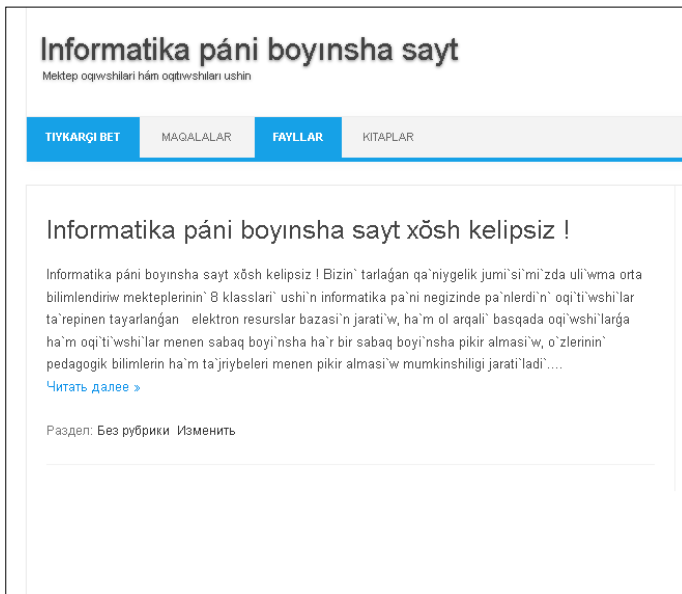 Informatika páni boyınsha sayt
Mektep oqıwshilari hám oqıtıwshıları ushin
TIYKARǴI BET MAQALALAR FAYLLAR KITAPLAR
Informatika páni boyınsha sayt xŏsh kelipsiz !
Informatika páni boyınsha sayt xŏsh kelipsiz ! Bizin` tarlaǵan qa`niygelik jumi`si`mi`zda uli`wma orta
bilimlendiriw mekteplerinin` 8 klasslari` ushi`n informatika pa`ni negizinde pa`nlerdi`n` oqi`ti`wshi`lar
ta`repinen tayarlanǵan elektron resurslar bazasi`n jarati`w, ha`m ol arqali` basqada oqi`wshi`larǵa
ha`m oqi`ti`wshi`lar menen sabaq boyi`nsha ha`r bir sabaq boyi`nsha pikir almasi`w, o`zlerinin`
pedagogik bilimlerin ha`m ta`jriybeleri menen pikir almasi`w mumkinshiligi jarati`ladi`....
Читать далее »
Раздел: Без рубрики Изменить